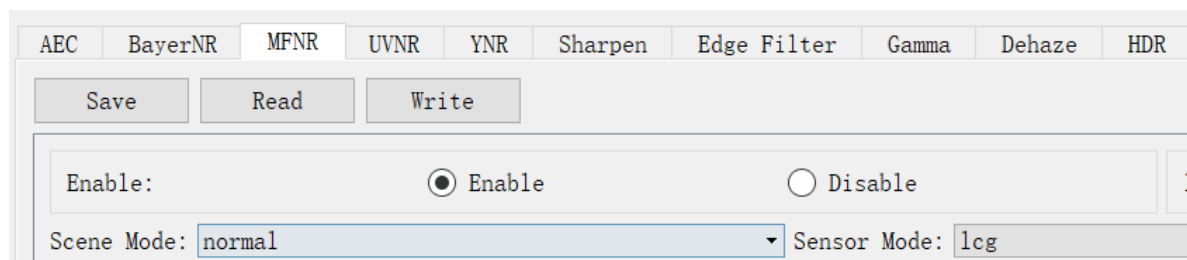 AEC BayerNR MFNR UVNR YNR Sharpen Edge Filter Gamma Dehaze HDR
Save Read Write
Enable: Enable Disable
Scene Mode: normal Sensor Mode: lcg